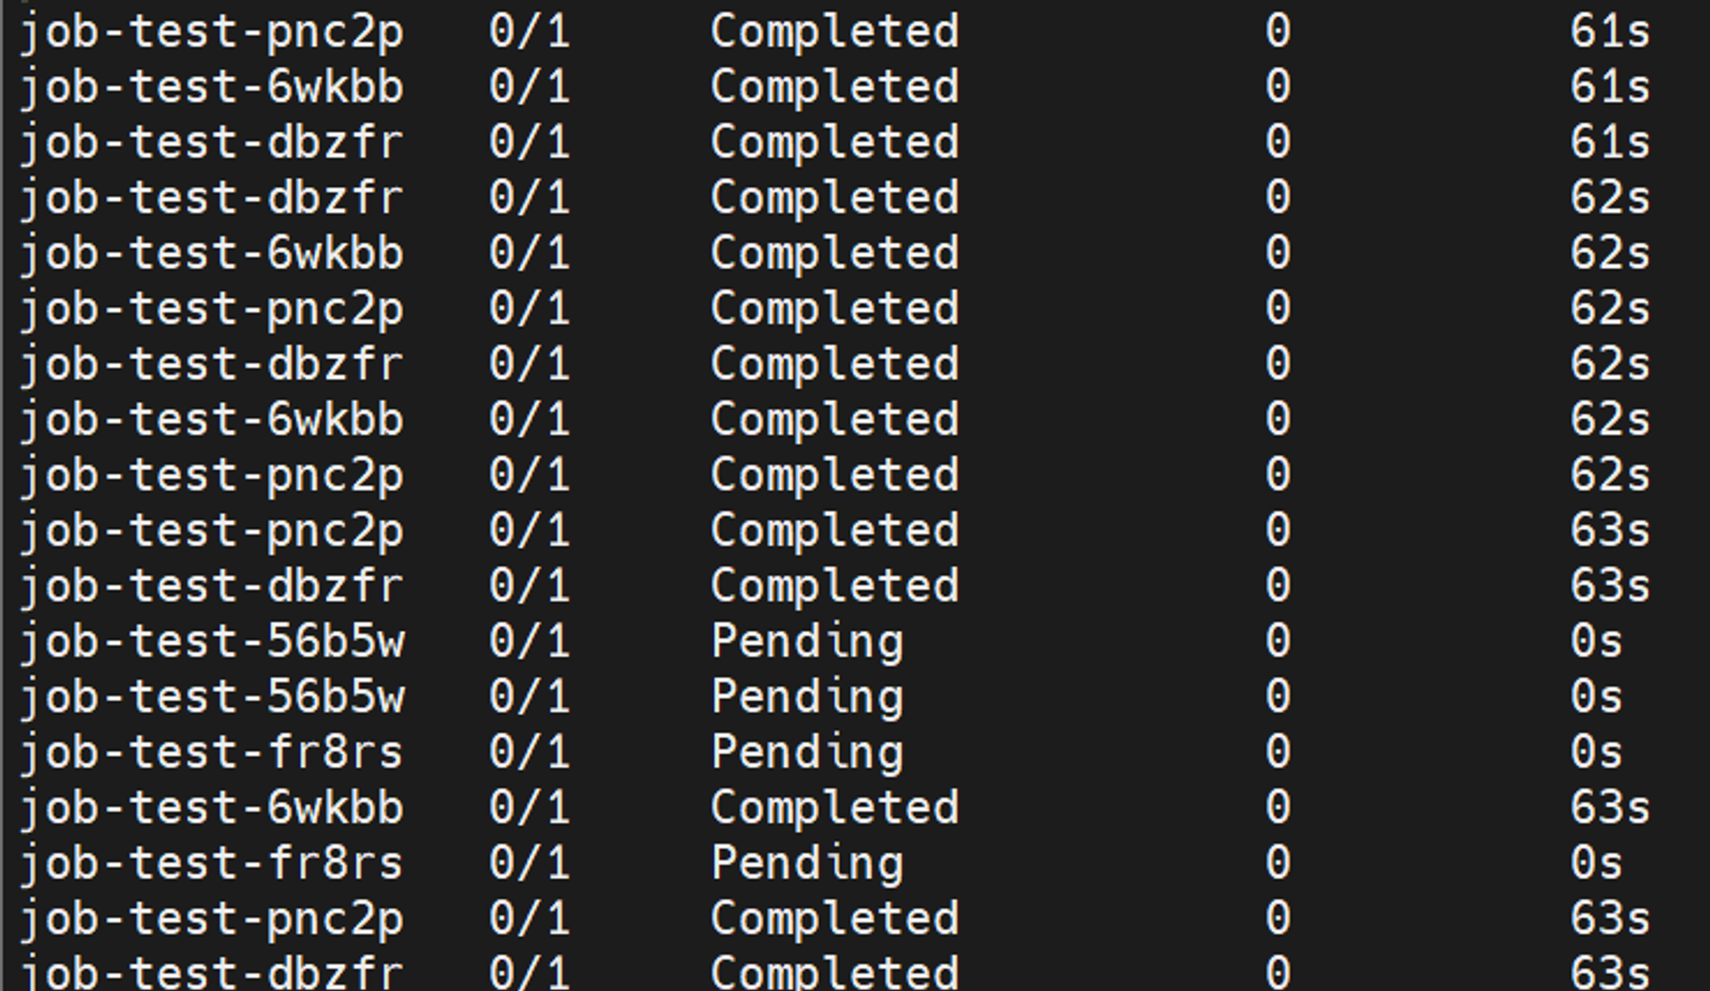 job-test-pnc2p 0/1 Completed 0 61s
job-test-6wkbb 0/1 Completed 0 61s
job-test-dbzfr 0/1 Completed 0 61s
job-test-dbzfr 0/1 Completed 0 62s
job-test-6wkbb 0/1 Completed 0 62s
job-test-pnc2p 0/1 Completed 0 62s
job-test-dbzfr 0/1 Completed 0 62s
job-test-6wkbb 0/1 Completed 0 62s
job-test-pnc2p 0/1 Completed 0 62s
job-test-pnc2p 0/1 Completed 0 63s
job-test-dbzfr 0/1 Completed 0 63s
job-test-56b5w 0/1 Pending 0 0s
job-test-56b5w 0/1 Pending 0 0s
job-test-fr8rs 0/1 Pending 0 0s
job-test-6wkbb 0/1 Completed 0 63s
job-test-fr8rs 0/1 Pending 0 0s
job-test-pnc2p 0/1 Completed 0 63s
job-test-dbzfr 0/1 Completed 0 63s